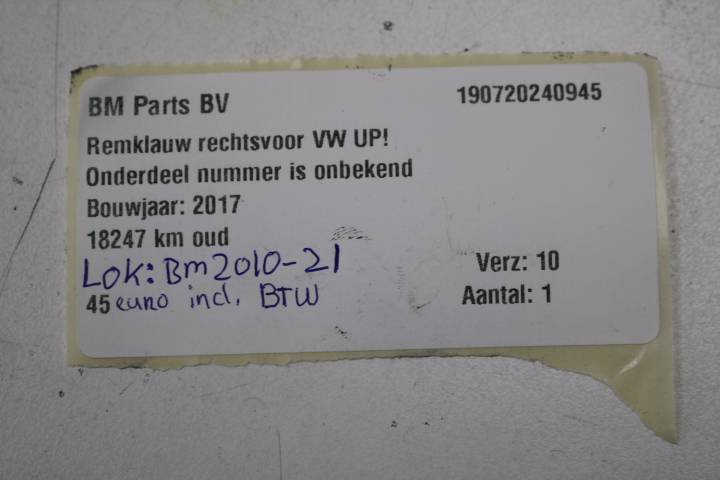 BM Parts BV 190720240945
Remklauw rechtsvoor VW UP!
Onderdeel nummer is onbekend
Bouwjaar: 2017
18247 km oud
LOK: Bm2010-21 Verz: 10
45 euro incl. BTW Aantal: 1